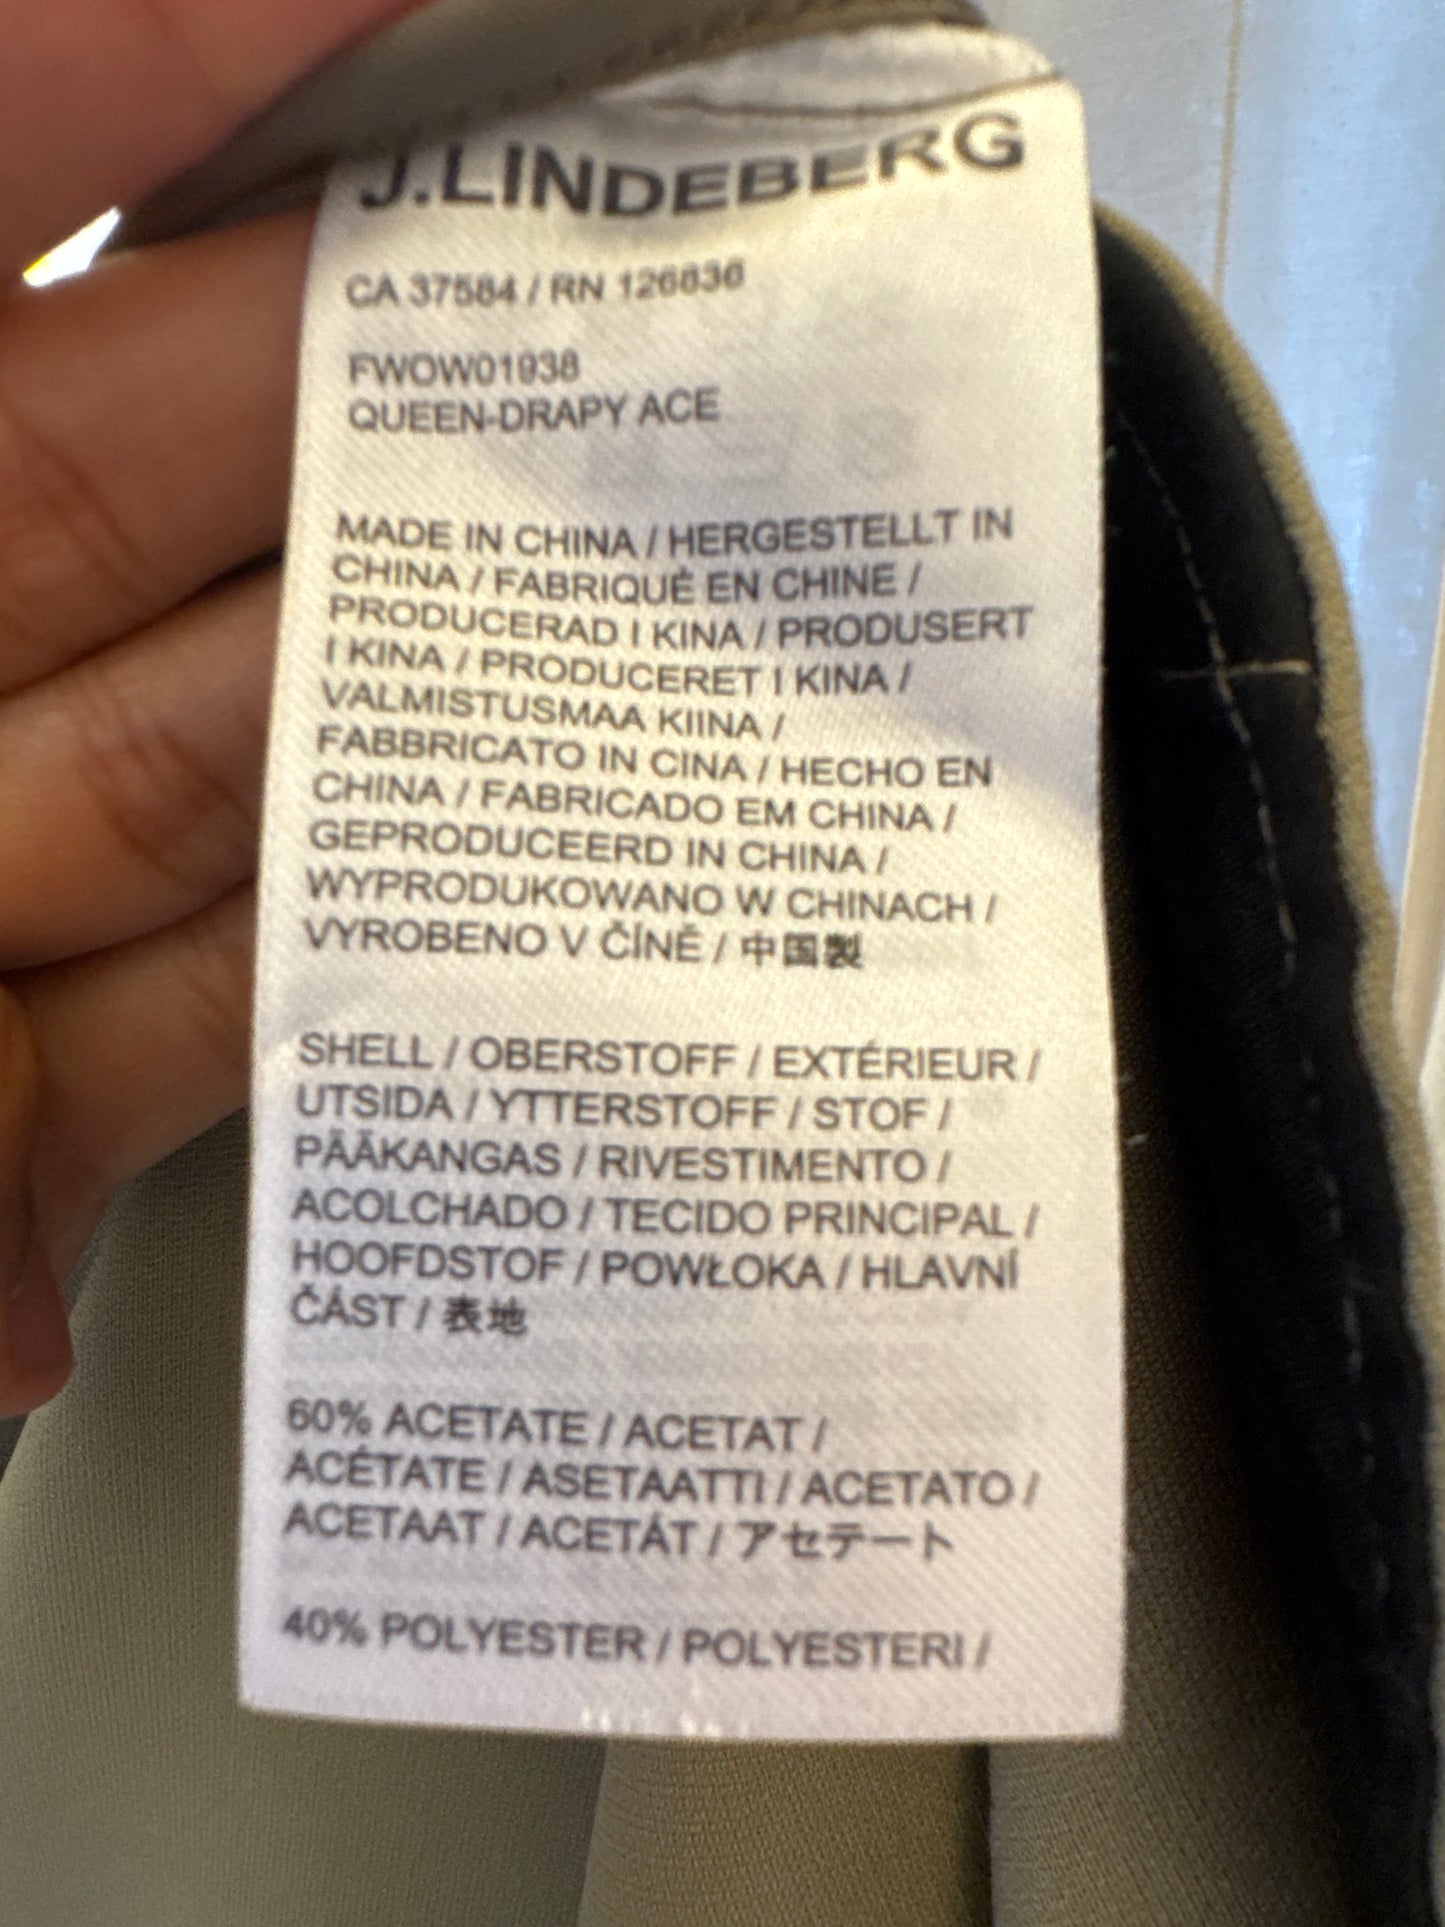 J.LINDEBERG
CA 37584 / RN 126836
FWOW01938
QUEEN-DRAPY ACE
MADE IN CHINA / HERGESTELLT IN
CHINA / FABRIQUÉ EN CHINE /
PRODUCERAD I KINA / PRODUSERT
I KINA / PRODUCERET I KINA /
VALMISTUSMAA KIINA /
FABBRICATO IN CINA / HECHO EN
CHINA / FABRICADO EM CHINA /
GEPRODUCEERD IN CHINA /
WYPRODUKOWANO W CHINACH /
VYROBENO V ČÍNĚ / 中国製
SHELL / OBERSTOFF / EXTÉRIEUR /
UTSIDA / YTTERSTOFF / STOF /
PÄÄKANGAS / RIVESTIMENTO /
ACOLCHADO / TECIDO PRINCIPAL /
HOOFDSTOF / POWŁOKA / HLAVNÍ
ČÁST / 表地
60% ACETATE / ACETAT /
ACÉTATE / ASETAATTI / ACETATO /
ACETAAT / ACETÁT / アセテート
40% POLYESTER / POLYESTERI /